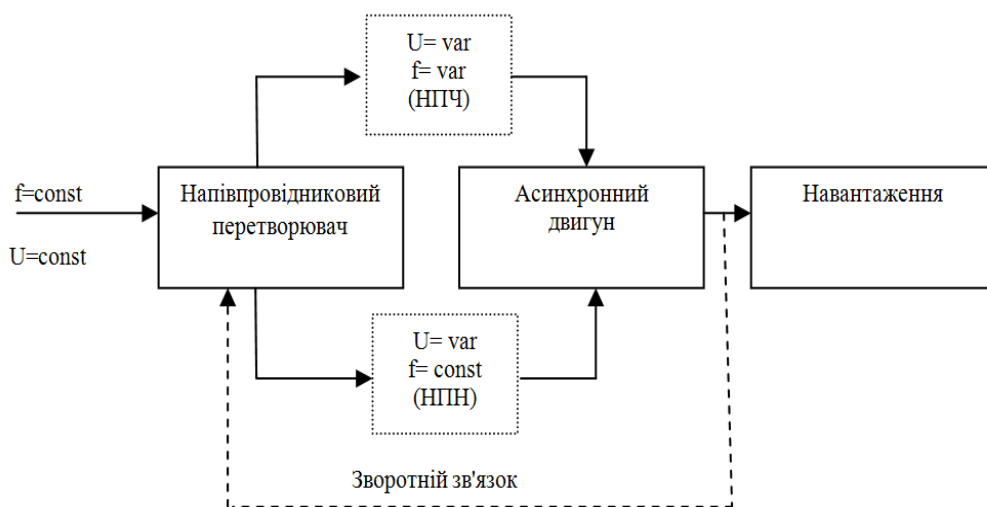 U= var
f= var
(НПЧ)
f=const
U=const
Напівпровідниковий
перетворювач
Асинхронний
двигун
Навантаження
U= var
f= const
(НПН)
Зворотній зв'язок